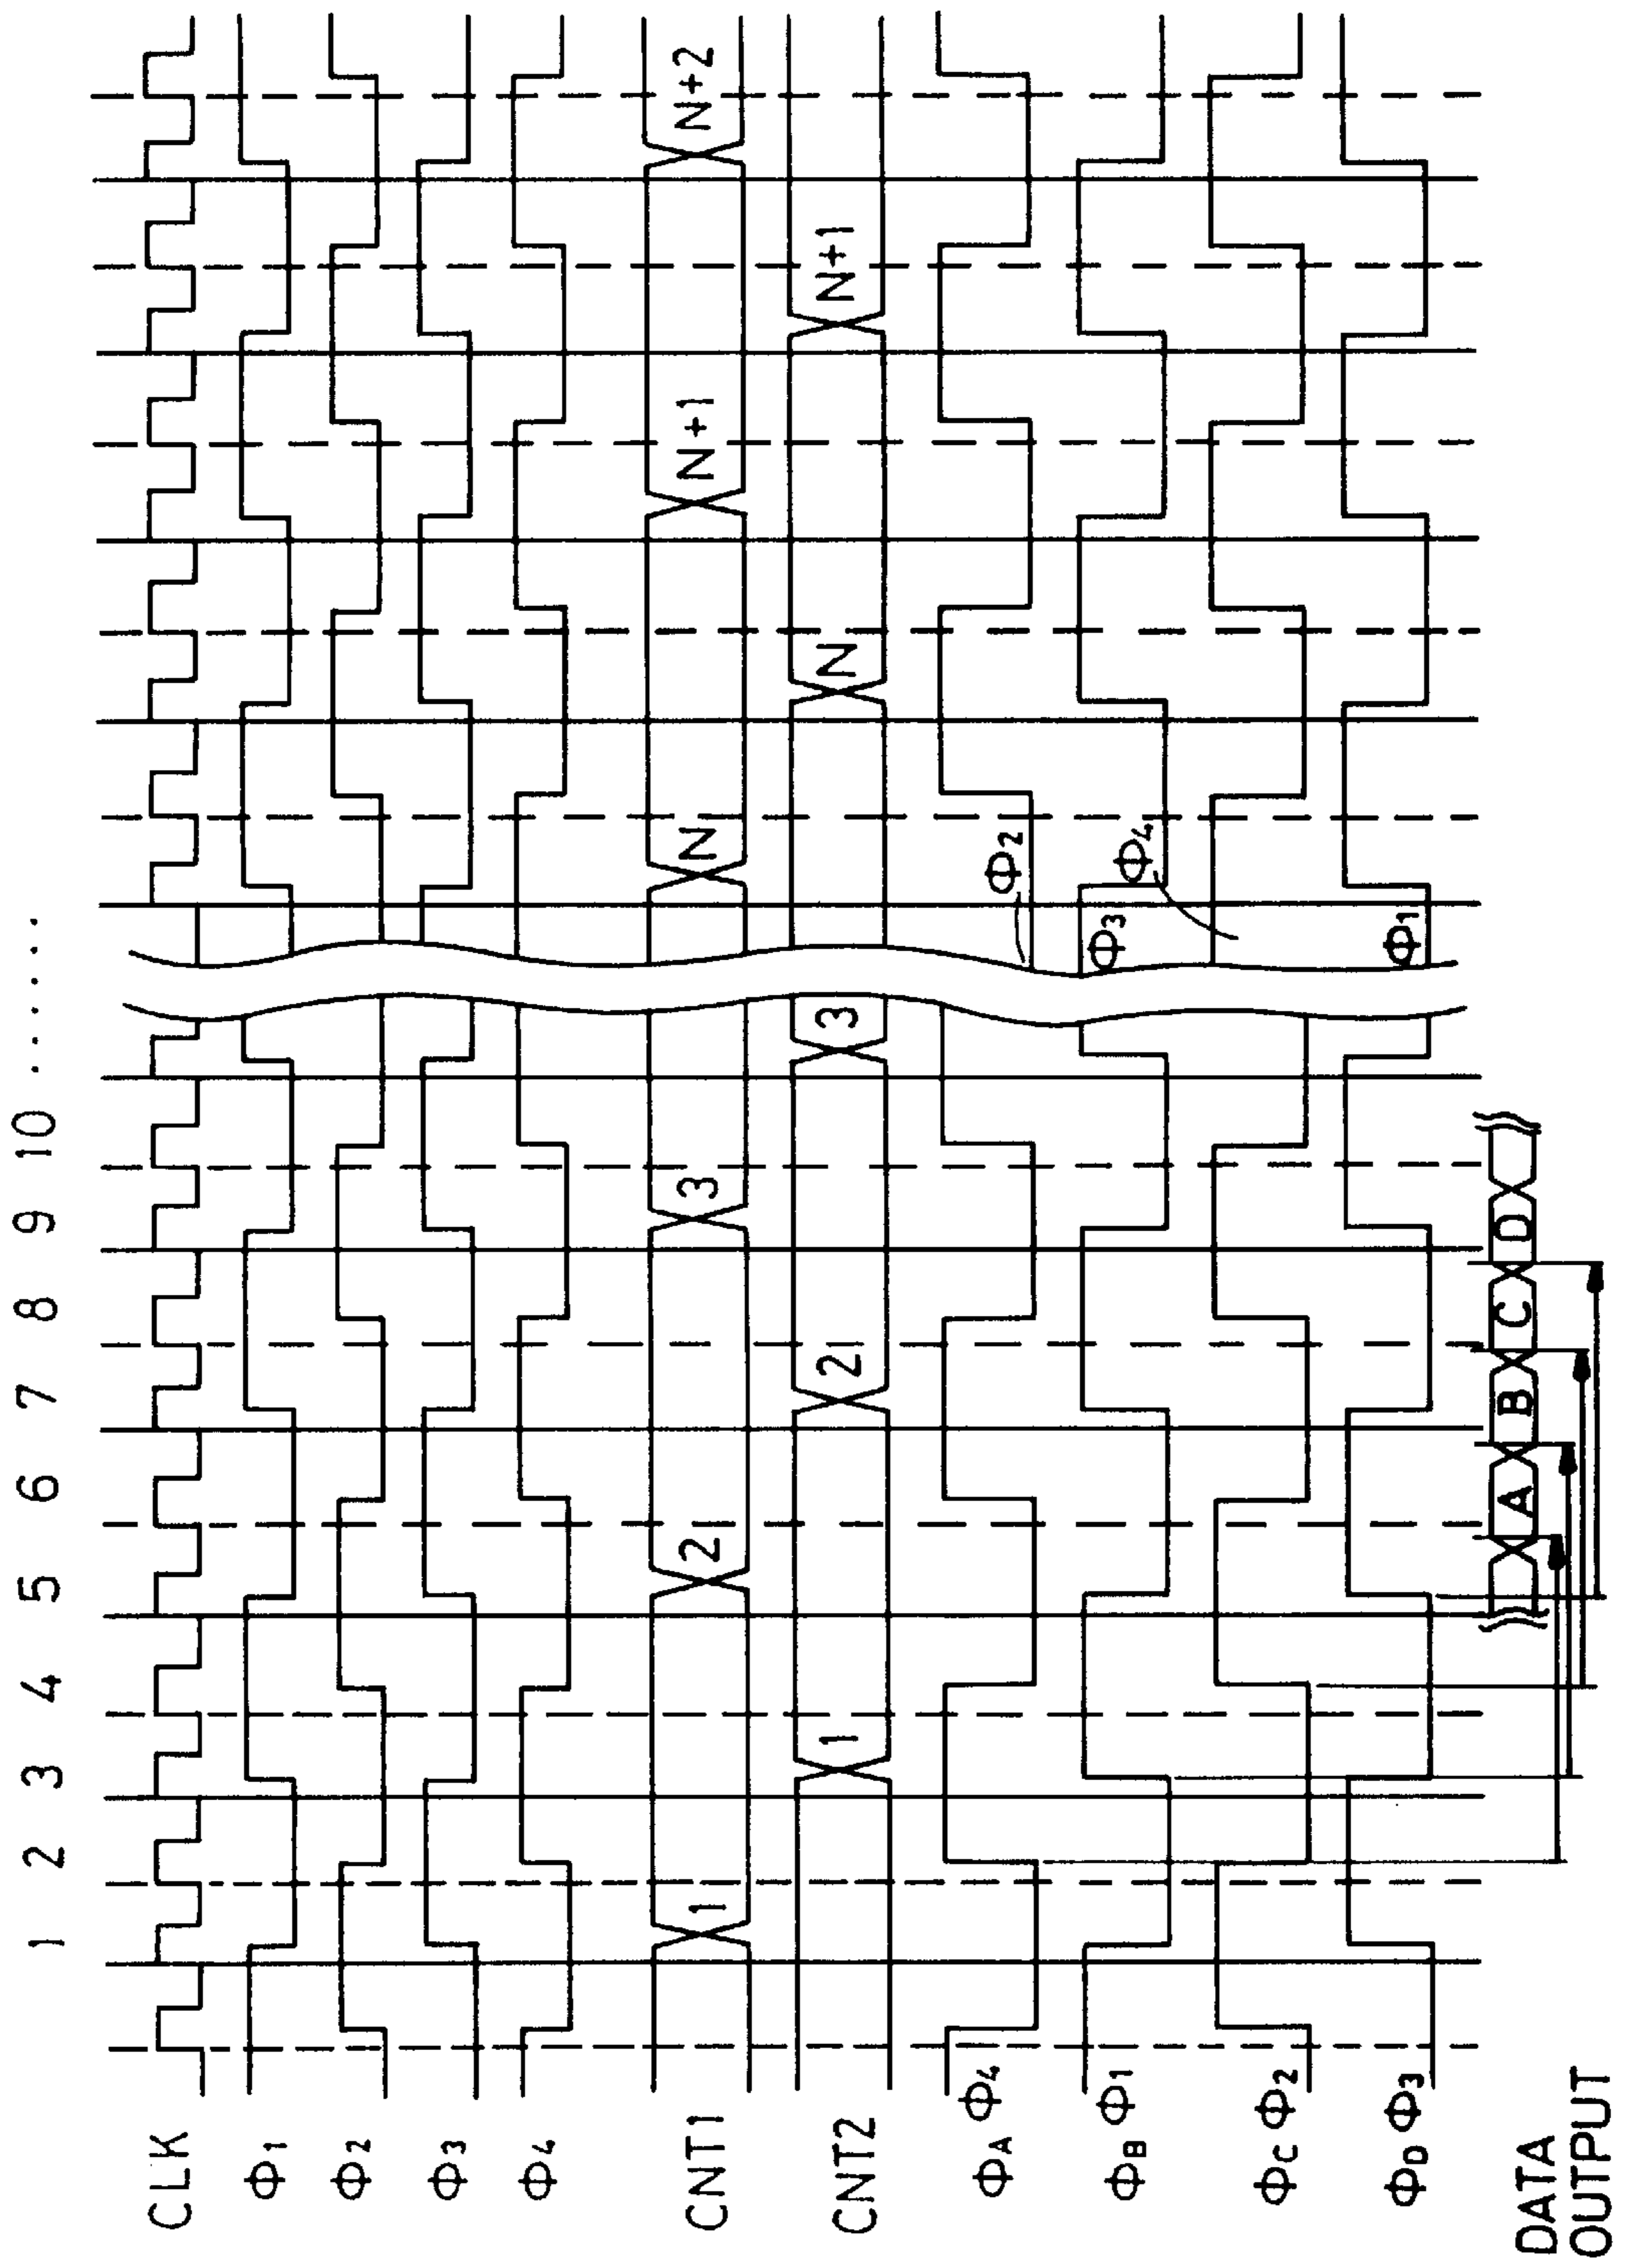 1 2 3 4 5 6 7 8 9 10 ......
CLK
Φ1
Φ2
Φ3
Φ4
CNT1 1 2 3 N N+1 N+2
CNT2 1 2 3 N N+1
ΦA Φ4 Φ2
ΦB Φ1 Φ3
ΦC Φ2 Φ4
ΦD Φ3 Φ1
DATA
OUTPUT
A B C D